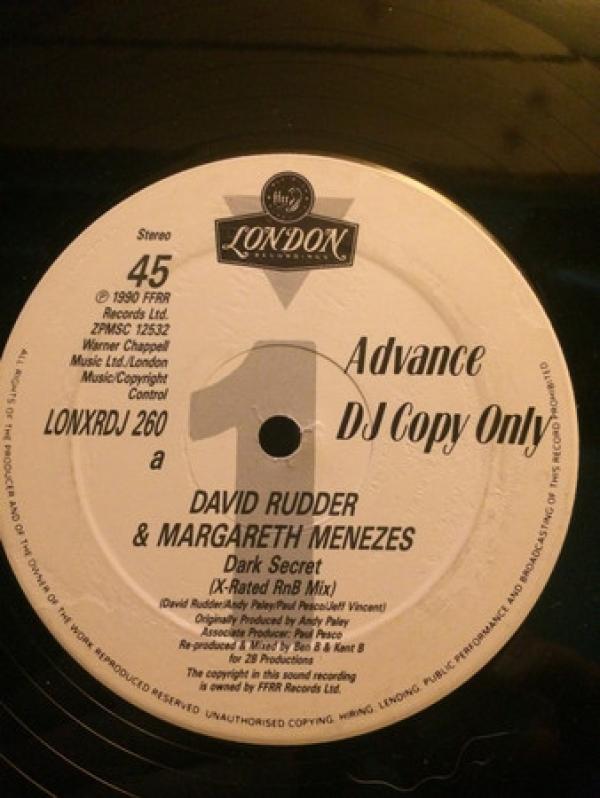 ffrr
LONDON
RECORDINGS
Stereo
45
℗ 1990 FFRR
Records Ltd.
ZPMSC 12532
Warner Chappell
Music Ltd./London
Music/Copyright
Control
LONXRDJ 260
a
1
Advance
DJ Copy Only
DAVID RUDDER
& MARGARETH MENEZES
Dark Secret
(X-Rated RnB Mix)
(David Rudder/Andy Paley/Paul Pesco/Jeff Vincent)
Originally Produced by Andy Paley
Associate Producer: Paul Pesco
Re-produced & Mixed by Ben B & Kent B
for 2B Productions
The copyright in this sound recording
is owned by FFRR Records Ltd.
ALL RIGHTS OF THE PRODUCER AND OF THE OWNER OF THE WORK REPRODUCED RESERVED UNAUTHORISED COPYING, HIRING, LENDING, PUBLIC PERFORMANCE AND BROADCASTING OF THIS RECORD PROHIBITED